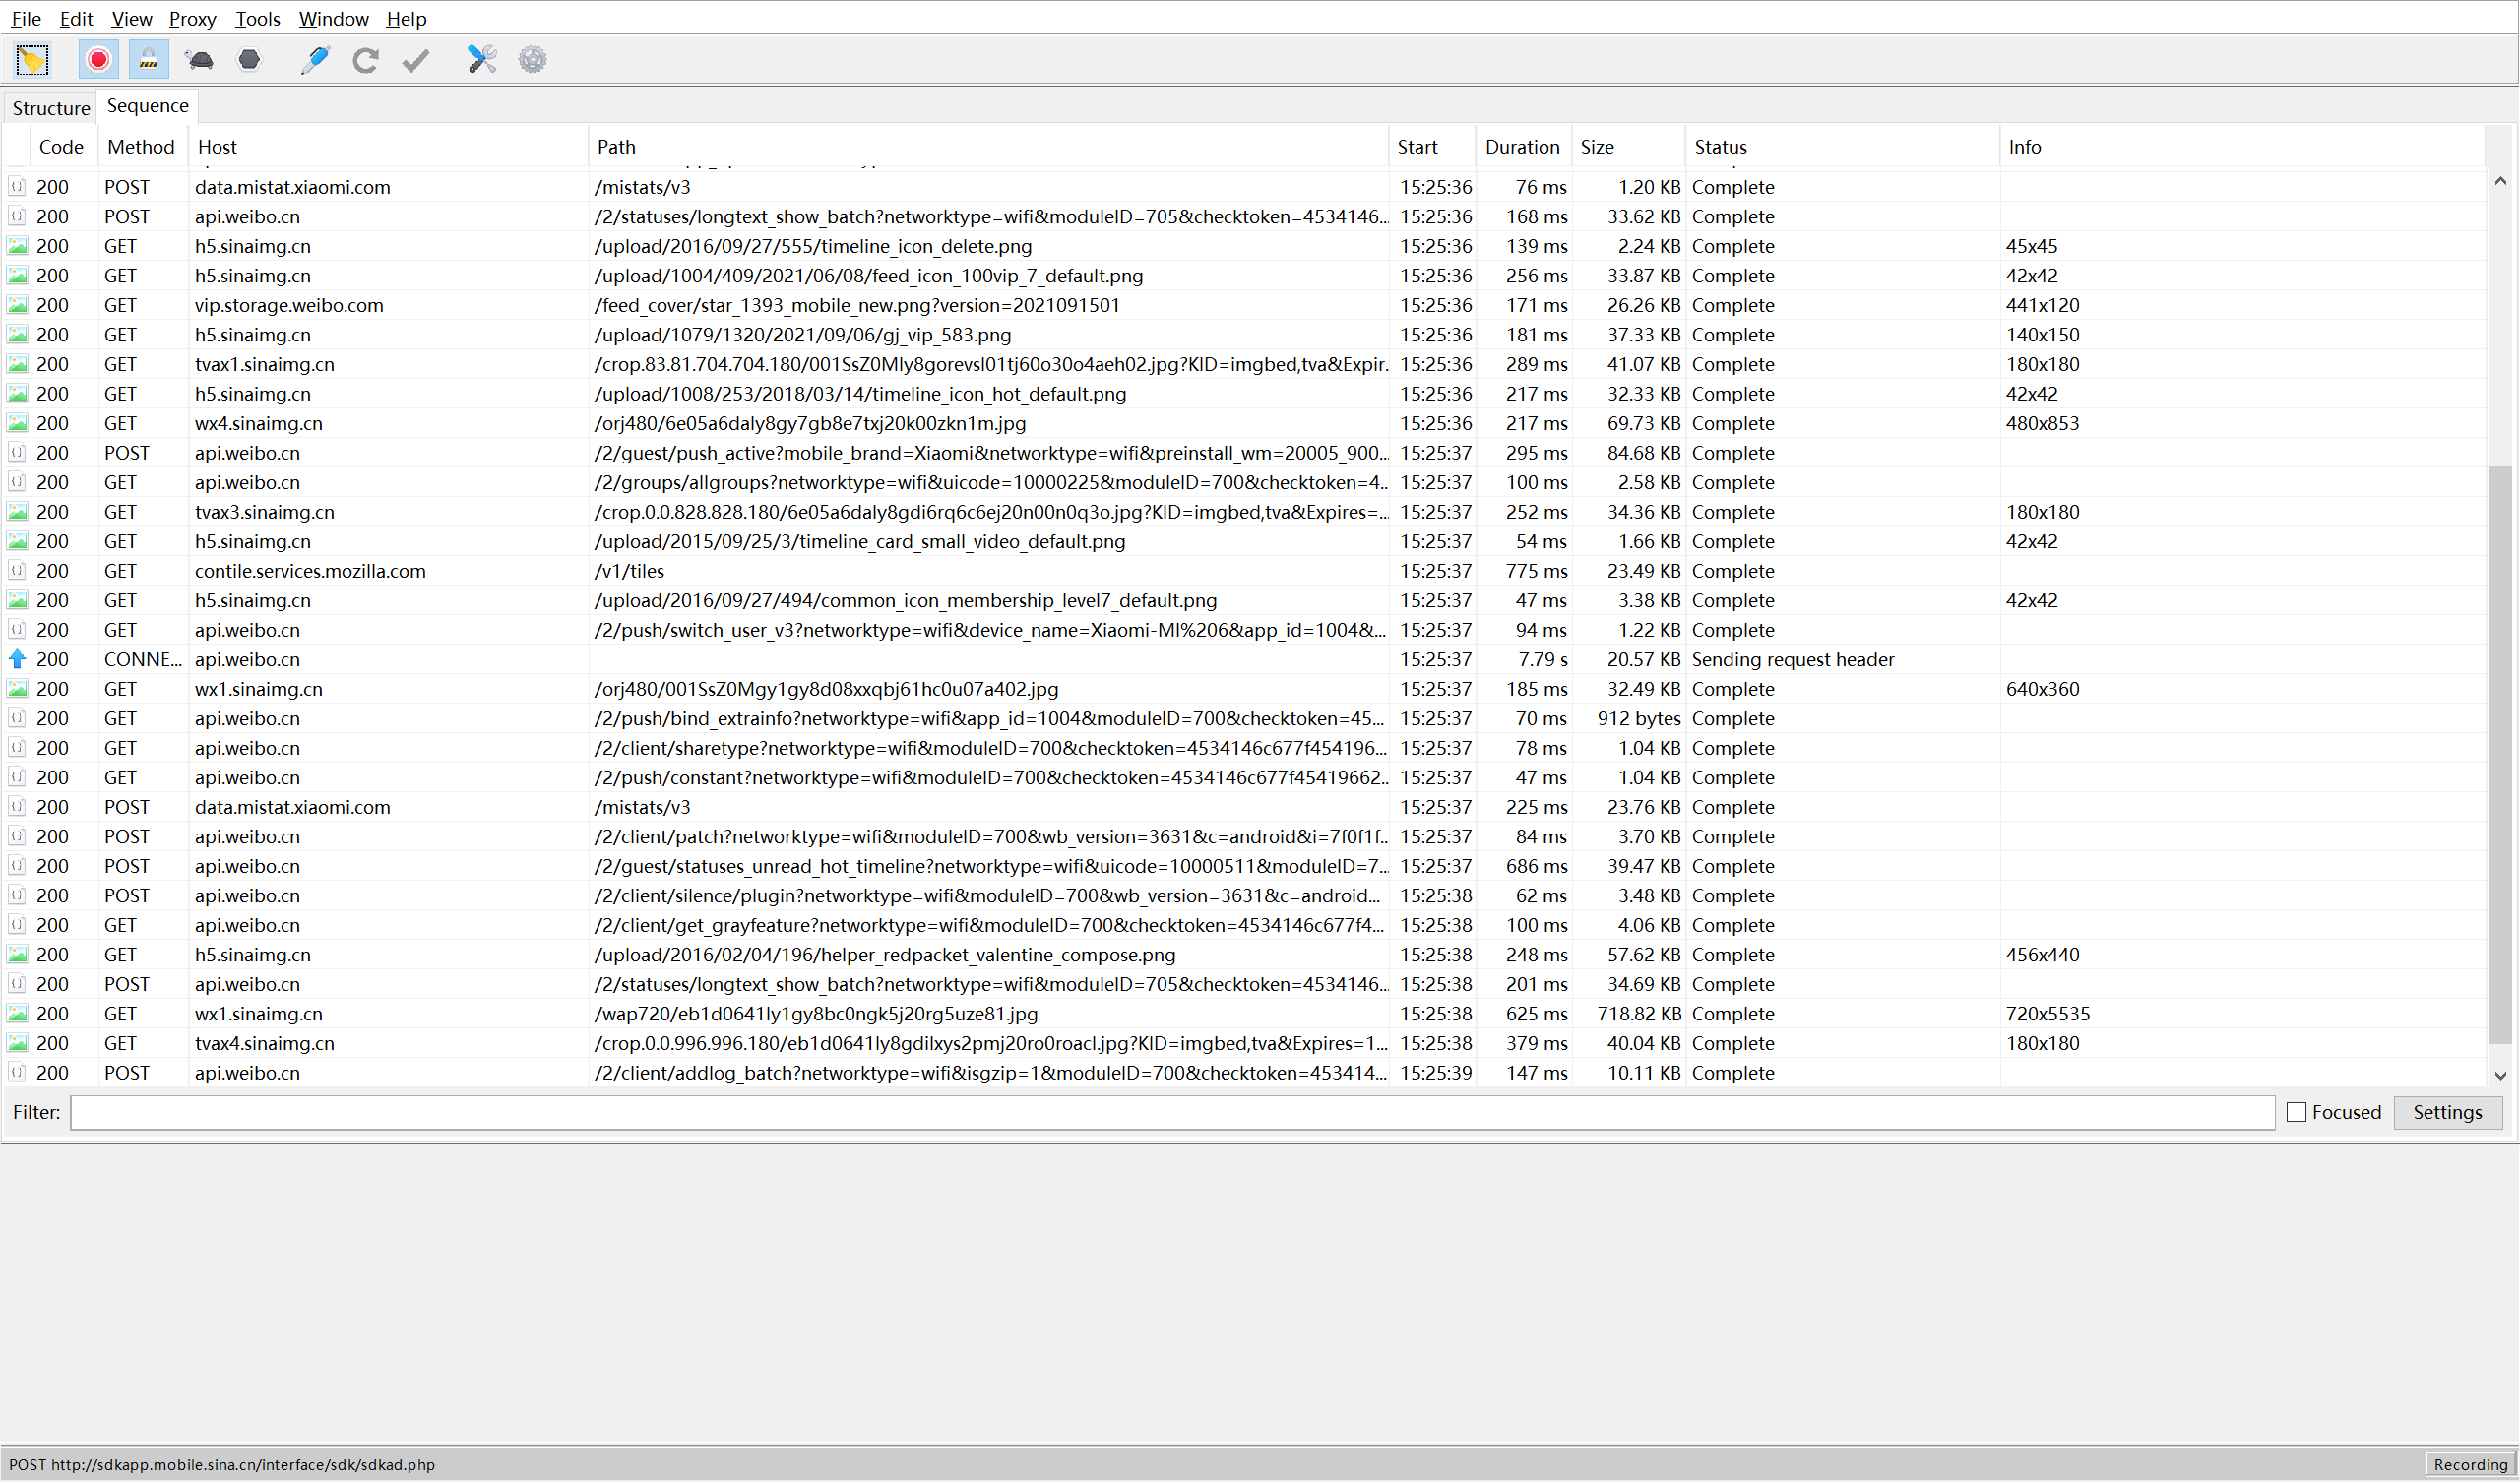 File Edit View Proxy Tools Window Help
Structure Sequence
Code Method Host Path Start Duration Size Status Info
200 POST data.mistat.xiaomi.com /mistats/v3 15:25:36 76 ms 1.20 KB Complete
200 POST api.weibo.cn /2/statuses/longtext_show_batch?networktype=wifi&moduleID=705&checktoken=4534146... 15:25:36 168 ms 33.62 KB Complete
200 GET h5.sinaimg.cn /upload/2016/09/27/555/timeline_icon_delete.png 15:25:36 139 ms 2.24 KB Complete 45x45
200 GET h5.sinaimg.cn /upload/1004/409/2021/06/08/feed_icon_100vip_7_default.png 15:25:36 256 ms 33.87 KB Complete 42x42
200 GET vip.storage.weibo.com /feed_cover/star_1393_mobile_new.png?version=2021091501 15:25:36 171 ms 26.26 KB Complete 441x120
200 GET h5.sinaimg.cn /upload/1079/1320/2021/09/06/gj_vip_583.png 15:25:36 181 ms 37.33 KB Complete 140x150
200 GET tvax1.sinaimg.cn /crop.83.81.704.704.180/001SsZ0Mly8gorevsl01tj60o30o4aeh02.jpg?KID=imgbed,tva&Expir... 15:25:36 289 ms 41.07 KB Complete 180x180
200 GET h5.sinaimg.cn /upload/1008/253/2018/03/14/timeline_icon_hot_default.png 15:25:36 217 ms 32.33 KB Complete 42x42
200 GET wx4.sinaimg.cn /orj480/6e05a6daly8gy7gb8e7txj20k00zkn1m.jpg 15:25:36 217 ms 69.73 KB Complete 480x853
200 POST api.weibo.cn /2/guest/push_active?mobile_brand=Xiaomi&networktype=wifi&preinstall_wm=20005_900... 15:25:37 295 ms 84.68 KB Complete
200 GET api.weibo.cn /2/groups/allgroups?networktype=wifi&uicode=10000225&moduleID=700&checktoken=4... 15:25:37 100 ms 2.58 KB Complete
200 GET tvax3.sinaimg.cn /crop.0.0.828.828.180/6e05a6daly8gdi6rq6c6ej20n00n0q3o.jpg?KID=imgbed,tva&Expires=... 15:25:37 252 ms 34.36 KB Complete 180x180
200 GET h5.sinaimg.cn /upload/2015/09/25/3/timeline_card_small_video_default.png 15:25:37 54 ms 1.66 KB Complete 42x42
200 GET contile.services.mozilla.com /v1/tiles 15:25:37 775 ms 23.49 KB Complete
200 GET h5.sinaimg.cn /upload/2016/09/27/494/common_icon_membership_level7_default.png 15:25:37 47 ms 3.38 KB Complete 42x42
200 GET api.weibo.cn /2/push/switch_user_v3?networktype=wifi&device_name=Xiaomi-MI%206&app_id=1004&... 15:25:37 94 ms 1.22 KB Complete
200 CONNE... api.weibo.cn 15:25:37 7.79 s 20.57 KB Sending request header
200 GET wx1.sinaimg.cn /orj480/001SsZ0Mgy1gy8d08xxqbj61hc0u07a402.jpg 15:25:37 185 ms 32.49 KB Complete 640x360
200 GET api.weibo.cn /2/push/bind_extrainfo?networktype=wifi&app_id=1004&moduleID=700&checktoken=45... 15:25:37 70 ms 912 bytes Complete
200 GET api.weibo.cn /2/client/sharetype?networktype=wifi&moduleID=700&checktoken=4534146c677f454196... 15:25:37 78 ms 1.04 KB Complete
200 GET api.weibo.cn /2/push/constant?networktype=wifi&moduleID=700&checktoken=4534146c677f45419662... 15:25:37 47 ms 1.04 KB Complete
200 POST data.mistat.xiaomi.com /mistats/v3 15:25:37 225 ms 23.76 KB Complete
200 POST api.weibo.cn /2/client/patch?networktype=wifi&moduleID=700&wb_version=3631&c=android&i=7f0f1f... 15:25:37 84 ms 3.70 KB Complete
200 POST api.weibo.cn /2/guest/statuses_unread_hot_timeline?networktype=wifi&uicode=10000511&moduleID=7... 15:25:37 686 ms 39.47 KB Complete
200 POST api.weibo.cn /2/client/silence/plugin?networktype=wifi&moduleID=700&wb_version=3631&c=android... 15:25:38 62 ms 3.48 KB Complete
200 GET api.weibo.cn /2/client/get_grayfeature?networktype=wifi&moduleID=700&checktoken=4534146c677f4... 15:25:38 100 ms 4.06 KB Complete
200 GET h5.sinaimg.cn /upload/2016/02/04/196/helper_redpacket_valentine_compose.png 15:25:38 248 ms 57.62 KB Complete 456x440
200 POST api.weibo.cn /2/statuses/longtext_show_batch?networktype=wifi&moduleID=705&checktoken=4534146... 15:25:38 201 ms 34.69 KB Complete
200 GET wx1.sinaimg.cn /wap720/eb1d0641ly1gy8bc0ngk5j20rg5uze81.jpg 15:25:38 625 ms 718.82 KB Complete 720x5535
200 GET tvax4.sinaimg.cn /crop.0.0.996.996.180/eb1d0641ly8gdilxys2pmj20ro0roacl.jpg?KID=imgbed,tva&Expires=1... 15:25:38 379 ms 40.04 KB Complete 180x180
200 POST api.weibo.cn /2/client/addlog_batch?networktype=wifi&isgzip=1&moduleID=700&checktoken=453414... 15:25:39 147 ms 10.11 KB Complete
Filter: Focused Settings
POST http://sdkapp.mobile.sina.cn/interface/sdk/sdkad.php Recording